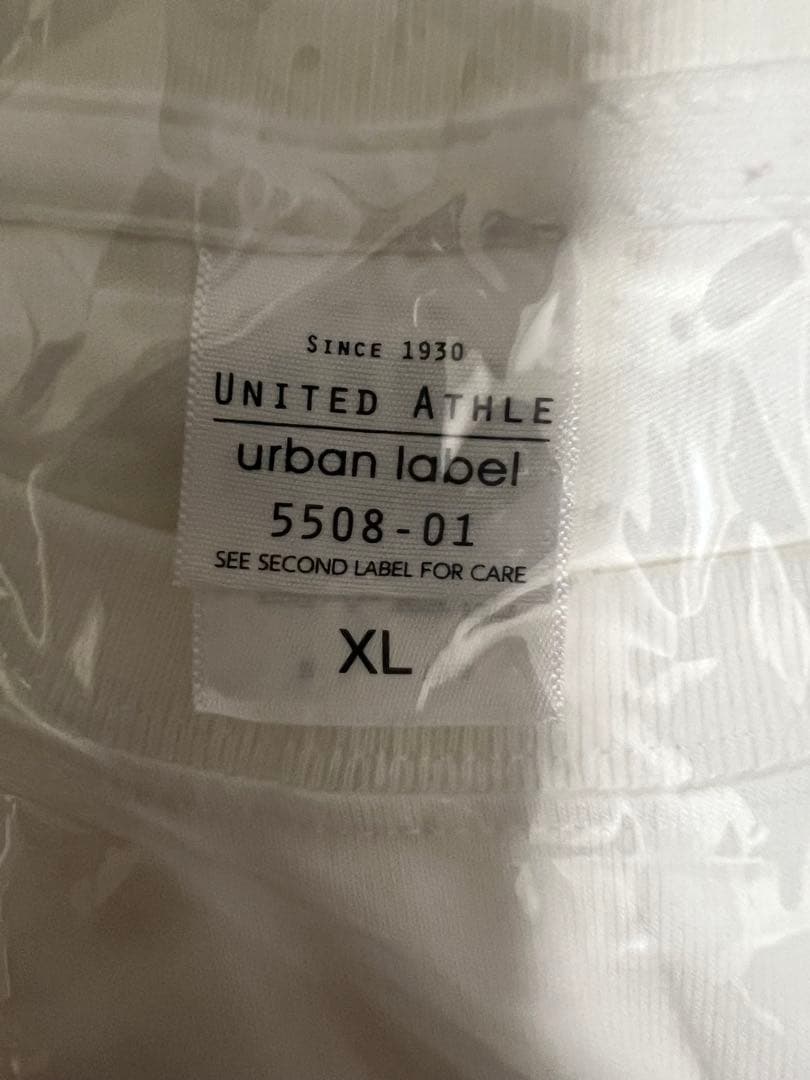 SINCE 1930
UNITED ATHLE
urban label
5508-01
SEE SECOND LABEL FOR CARE
XL